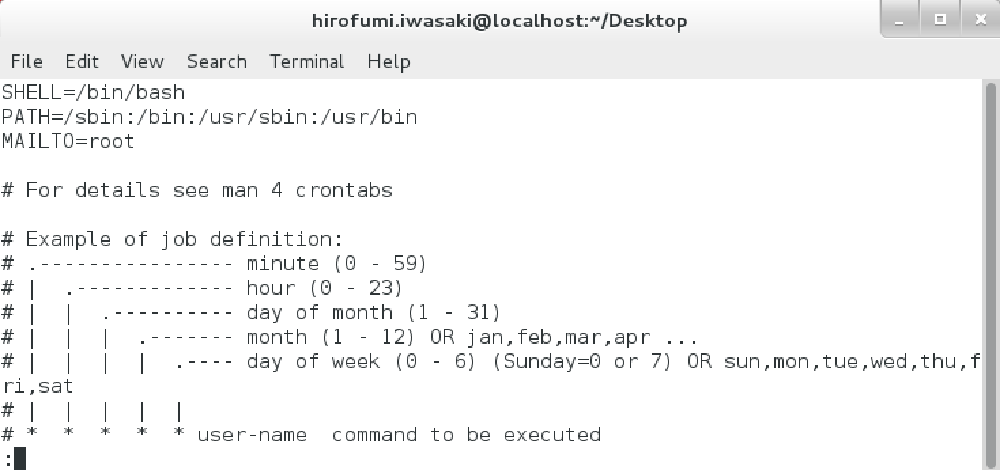 hirofumi.iwasaki@localhost:~/Desktop
File Edit View Search Terminal Help
SHELL=/bin/bash
PATH=/sbin:/bin:/usr/sbin:/usr/bin
MAILTO=root

# For details see man 4 crontabs

# Example of job definition:
# .---------------- minute (0 - 59)
# |  .------------- hour (0 - 23)
# |  |  .---------- day of month (1 - 31)
# |  |  |  .------- month (1 - 12) OR jan,feb,mar,apr ...
# |  |  |  |  .---- day of week (0 - 6) (Sunday=0 or 7) OR sun,mon,tue,wed,thu,f
ri,sat
# |  |  |  |  |
# *  *  *  *  * user-name  command to be executed
: